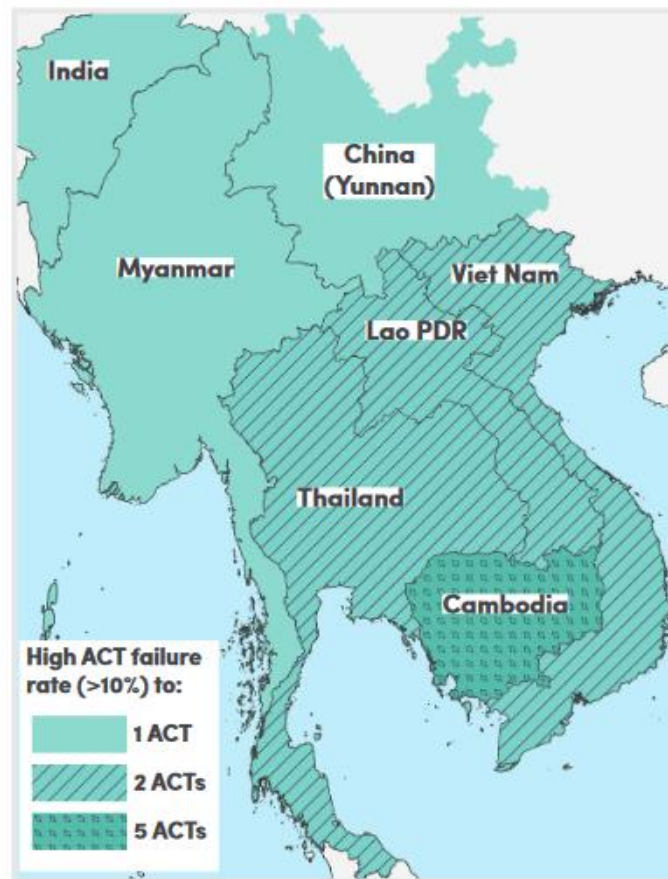 India
China
(Yunnan)
Myanmar
Viet Nam
Lao PDR
Thailand
Cambodia
High ACT failure
rate (>10%) to:
1 ACT
2 ACTs
5 ACTs